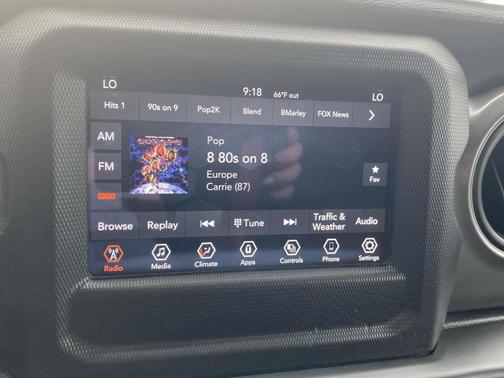 LO 9:18 66°F out LO
Hits 1 90s on 9 Pop2K Blend BMarley FOX News
AM
FM
Pop
8 80s on 8
Europe
Carrie (87)
Fav
Browse Replay Tune Traffic & Weather Audio
Radio Media Climate Apps Controls Phone Settings